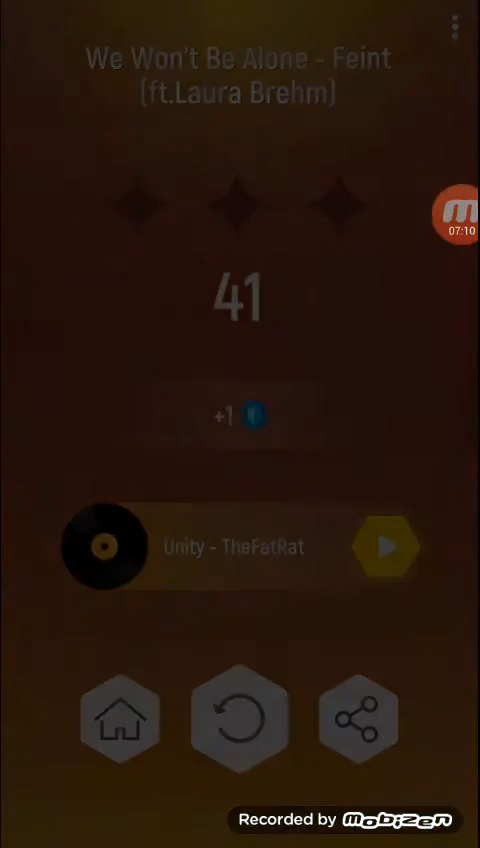 We Won't Be Alone - Feint
(ft.Laura Brehm)
m
07:10
41
+1
Unity - TheFatRat
Recorded by mobizen